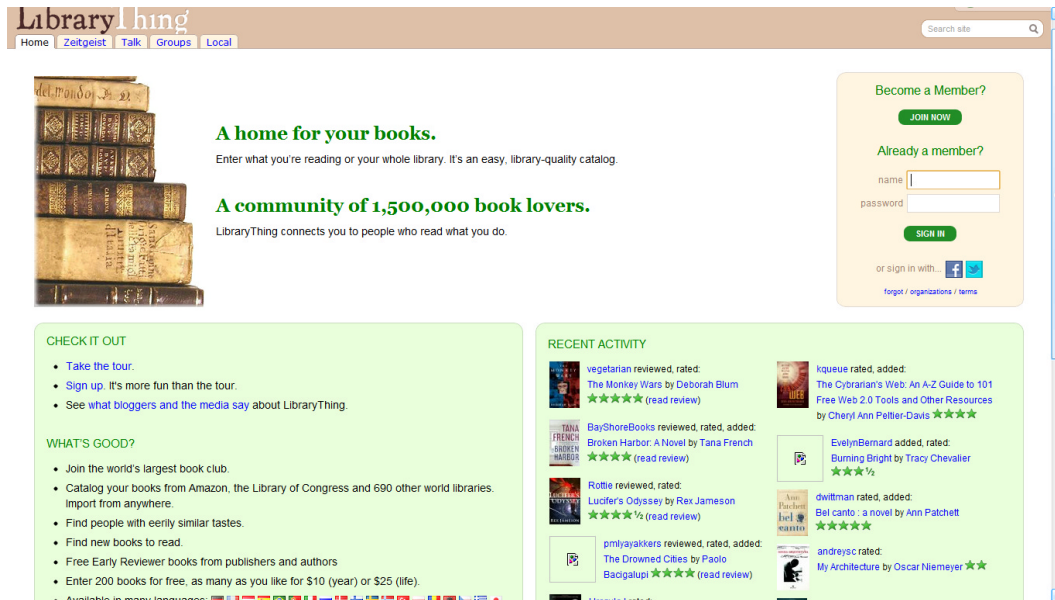 LibraryThing
Search site
Home Zeitgeist Talk Groups Local
A home for your books.
Enter what you're reading or your whole library. It's an easy, library-quality catalog.
A community of 1,500,000 book lovers.
LibraryThing connects you to people who read what you do.
Become a Member?
JOIN NOW
Already a member?
name
password
SIGN IN
or sign in with...
forgot / organizations / terms
CHECK IT OUT
Take the tour.
Sign up. It's more fun than the tour.
See what bloggers and the media say about LibraryThing.
WHAT'S GOOD?
Join the world's largest book club.
Catalog your books from Amazon, the Library of Congress and 690 other world libraries.
Import from anywhere.
Find people with eerily similar tastes.
Find new books to read.
Free Early Reviewer books from publishers and authors
Enter 200 books for free, as many as you like for $10 (year) or $25 (life).
Available in many languages:
RECENT ACTIVITY
vegetarian reviewed, rated:
The Monkey Wars by Deborah Blum
(read review)
TANA
FRENCH
BROKEN
HARBOR
BayShoreBooks reviewed, rated, added:
Broken Harbor: A Novel by Tana French
(read review)
Rottie reviewed, rated:
Lucifer's Odyssey by Rex Jameson
½ (read review)
pmlyayakkers reviewed, rated, added:
The Drowned Cities by Paolo
Bacigalupi (read review)
kqueue rated, added:
The Cybrarian's Web: An A-Z Guide to 101
Free Web 2.0 Tools and Other Resources
by Cheryl Ann Peltier-Davis
EvelynBernard added, rated:
Burning Bright by Tracy Chevalier
½
Ann
Patchett
bel
canto
dwittman rated, added:
Bel canto : a novel by Ann Patchett
andreysc rated:
My Architecture by Oscar Niemeyer